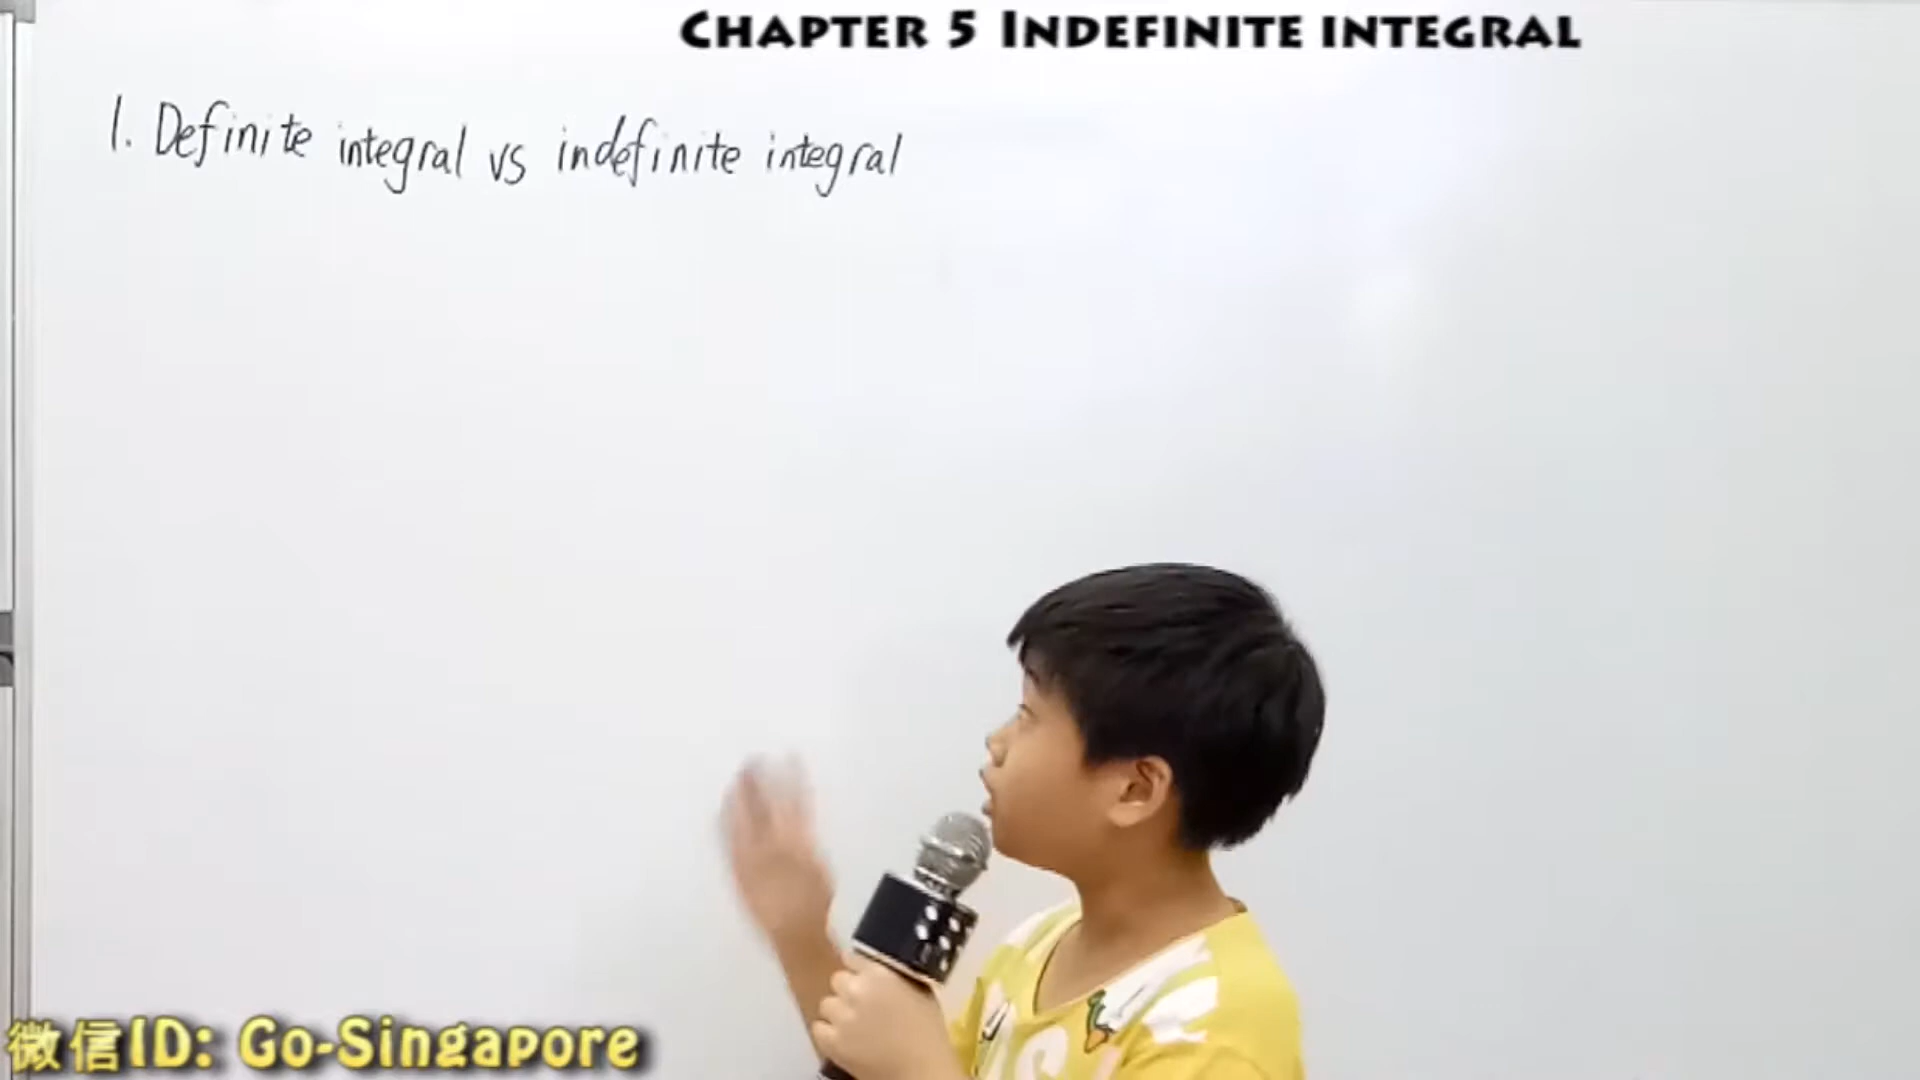 CHAPTER 5 INDEFINITE INTEGRAL
1. Definite integral vs indefinite integral
微信ID: Go-Singapore